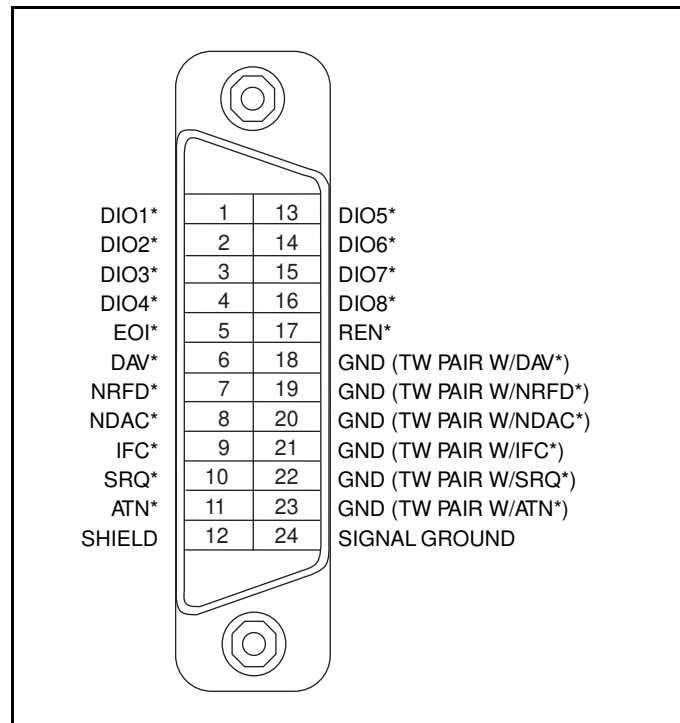 DIO1* 1 13 DIO5*
DIO2* 2 14 DIO6*
DIO3* 3 15 DIO7*
DIO4* 4 16 DIO8*
EOI* 5 17 REN*
DAV* 6 18 GND (TW PAIR W/DAV*)
NRFD* 7 19 GND (TW PAIR W/NRFD*)
NDAC* 8 20 GND (TW PAIR W/NDAC*)
IFC* 9 21 GND (TW PAIR W/IFC*)
SRQ* 10 22 GND (TW PAIR W/SRQ*)
ATN* 11 23 GND (TW PAIR W/ATN*)
SHIELD 12 24 SIGNAL GROUND